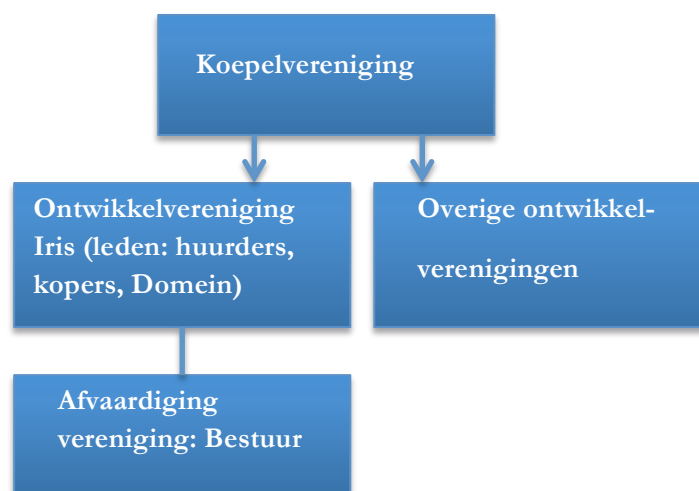 Koepelvereniging
Ontwikkelvereniging
Iris (leden: huurders,
kopers, Domein)
Overige ontwikkel-
verenigingen
Afvaardiging
vereniging: Bestuur